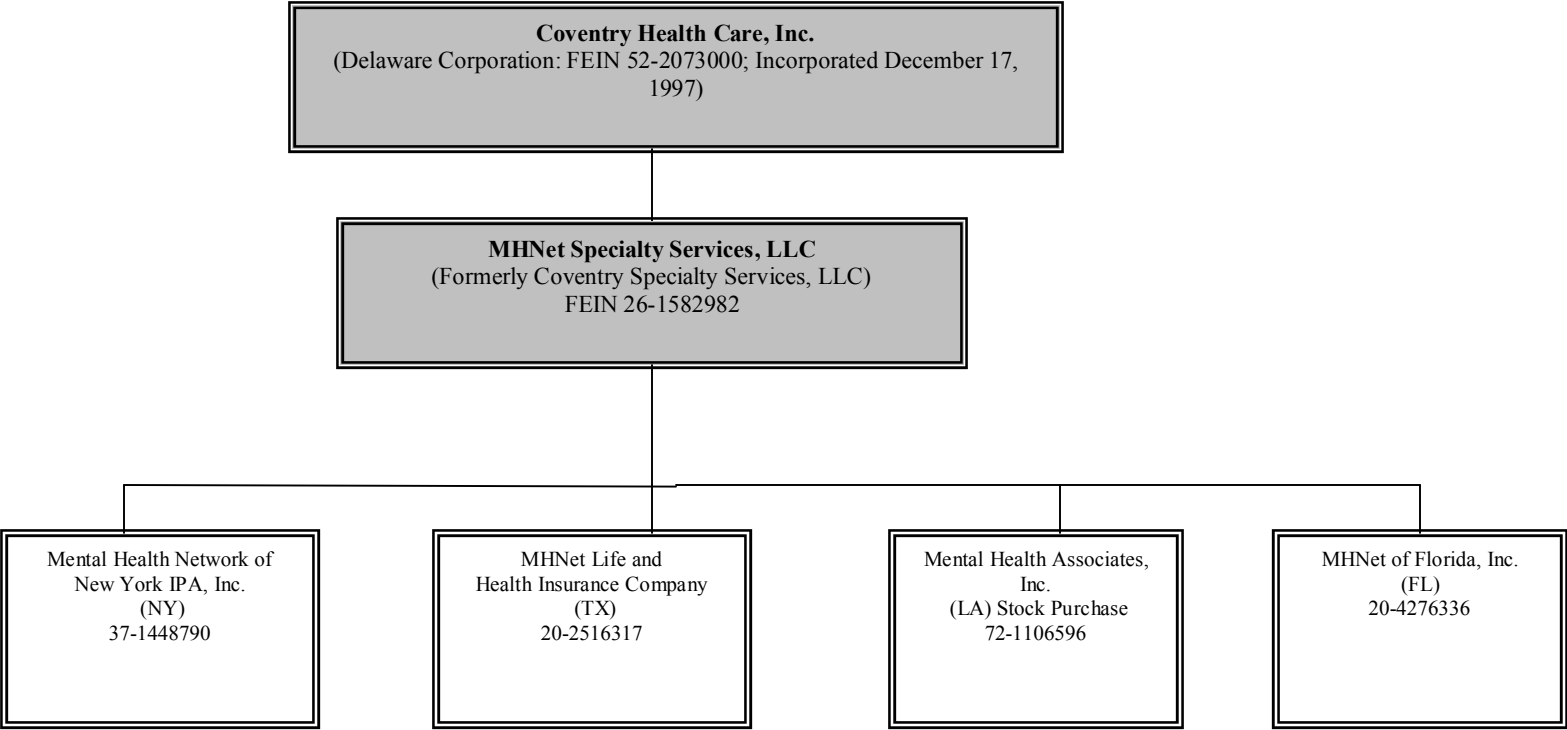 Coventry Health Care, Inc.
(Delaware Corporation: FEIN 52-2073000; Incorporated December 17,
1997)
MHNet Specialty Services, LLC
(Formerly Coventry Specialty Services, LLC)
FEIN 26-1582982
Mental Health Network of
New York IPA, Inc.
(NY)
37-1448790
MHNet Life and
Health Insurance Company
(TX)
20-2516317
Mental Health Associates,
Inc.
(LA) Stock Purchase
72-1106596
MHNet of Florida, Inc.
(FL)
20-4276336